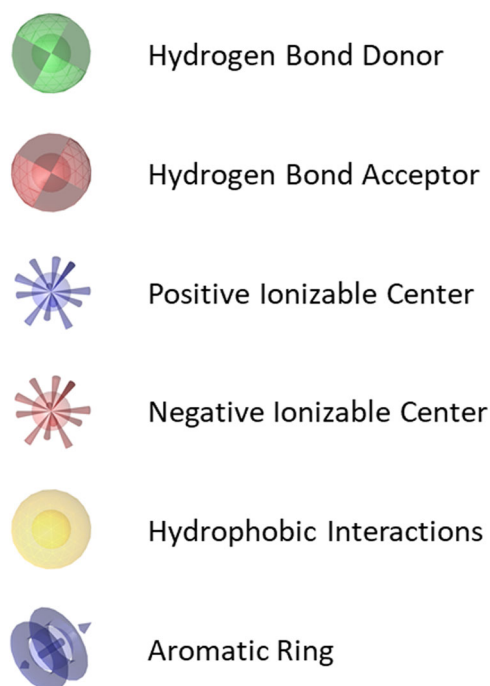 Hydrogen Bond Donor
Hydrogen Bond Acceptor
Positive Ionizable Center
Negative Ionizable Center
Hydrophobic Interactions
Aromatic Ring